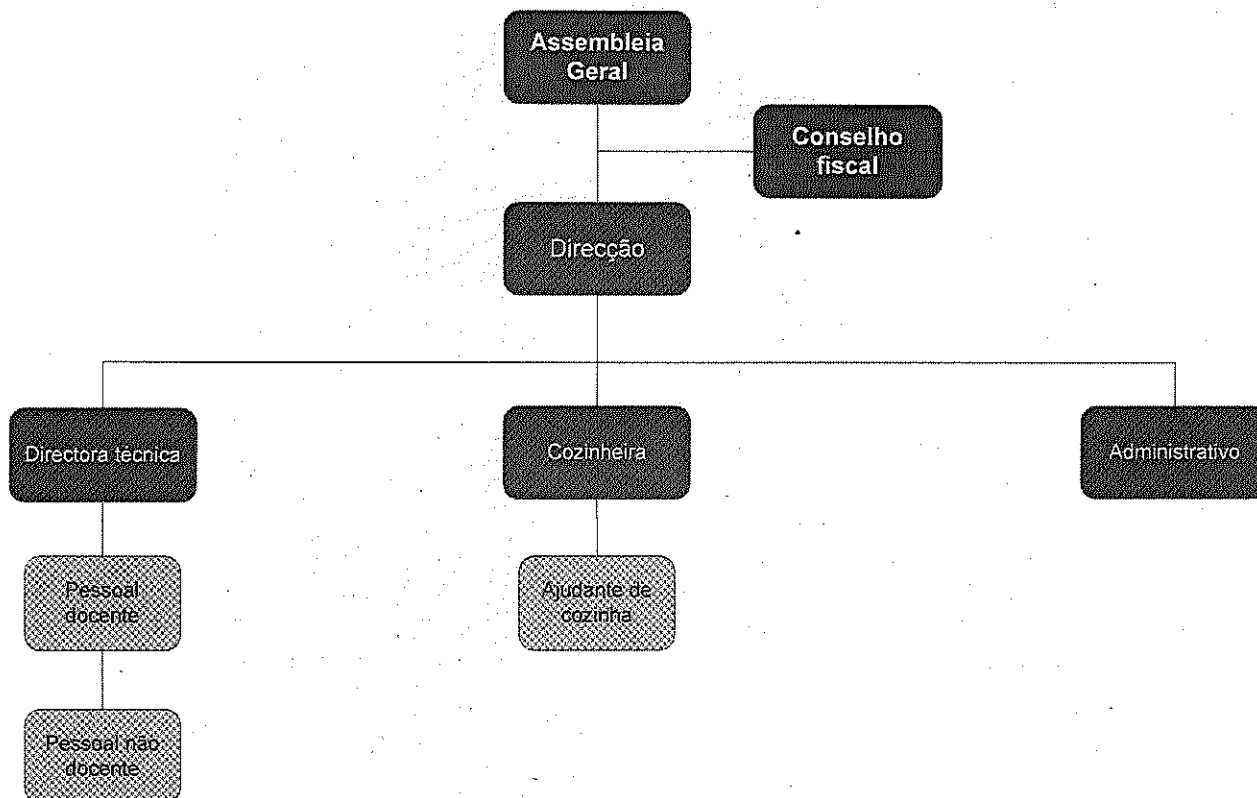 Assembleia
Geral
Conselho
fiscal
Direcção
Directora técnica
Cozinheira
Administrativo
Pessoal
docente
Ajudante de
cozinha
Pessoal não
docente